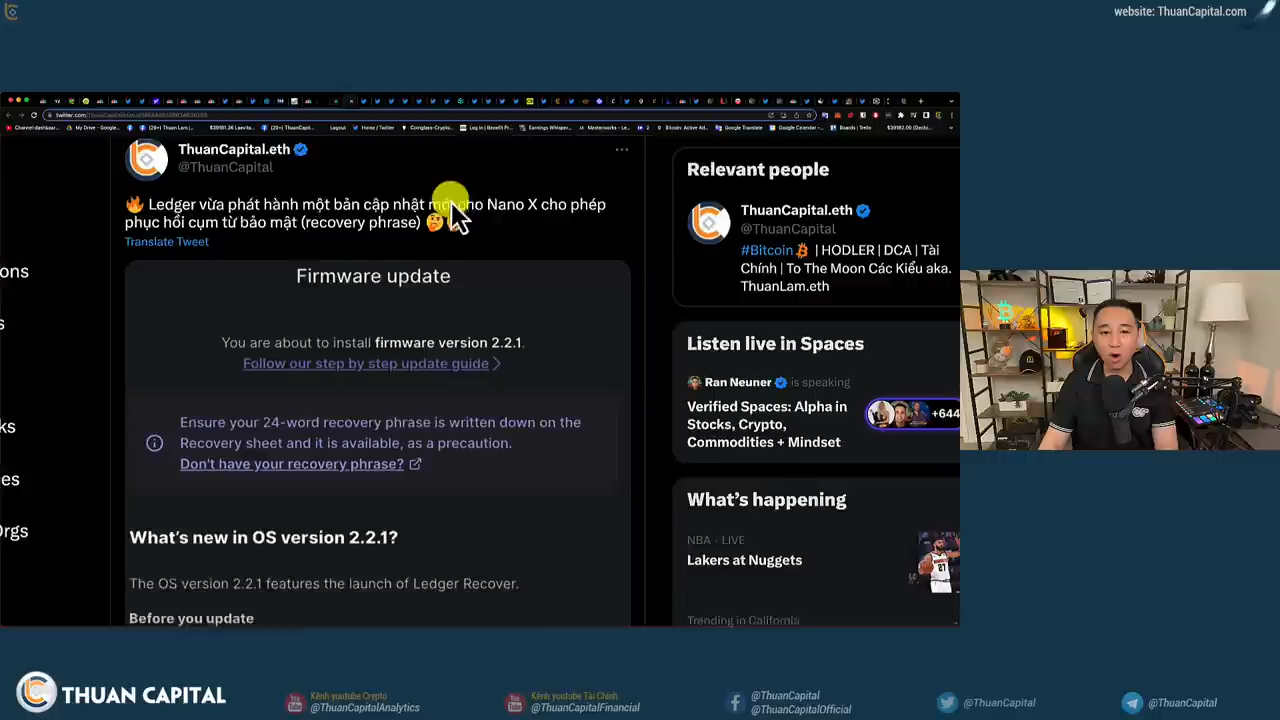 website: ThuanCapital.com
ThuanCapital.eth
@ThuanCapital
Ledger vừa phát hành một bản cập nhật mới cho Nano X cho phép
phục hồi cụm từ bảo mật (recovery phrase)
Translate Tweet
Firmware update
You are about to install firmware version 2.2.1.
Follow our step by step update guide
Ensure your 24-word recovery phrase is written down on the
Recovery sheet and it is available, as a precaution.
Don't have your recovery phrase?
What's new in OS version 2.2.1?
The OS version 2.2.1 features the launch of Ledger Recover.
Before you update
ons
s
ks
es
Orgs
Relevant people
ThuanCapital.eth
@ThuanCapital
#Bitcoin | HODLER | DCA | Tài
Chính | To The Moon Các Kiểu aka.
ThuanLam.eth
Listen live in Spaces
Ran Neuner is speaking
Verified Spaces: Alpha in
Stocks, Crypto,
Commodities + Mindset
+644
What's happening
NBA · LIVE
Lakers at Nuggets
Trending in California
THUAN CAPITAL
Kênh youtube Crypto
@ThuanCapitalAnalytics
Kênh youtube Tài Chính
@ThuanCapitalFinancial
@ThuanCapital
@ThuanCapitalOfficial
@ThuanCapital
@ThuanCapital